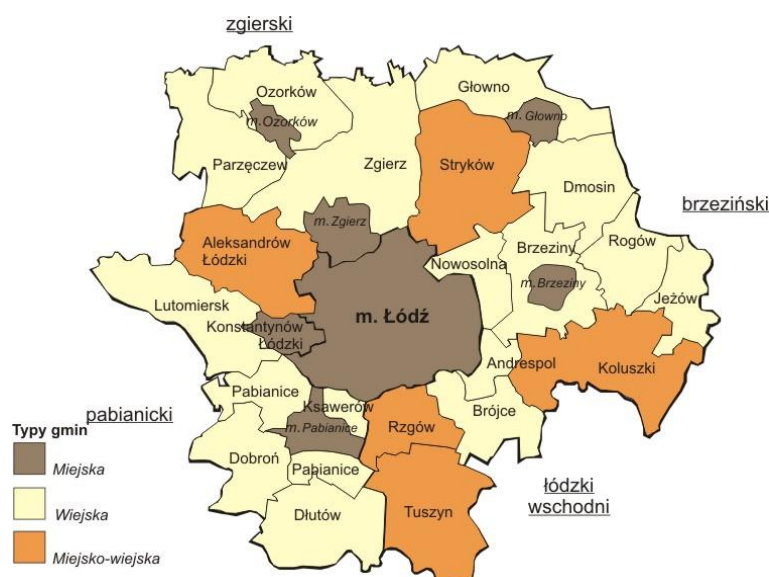 zgierski
Ozorków
m. Ozorków
Głowno
m. Głowno
Parzęczew
Zgierz
Stryków
Dmosin
brzeziński
m. Zgierz
Aleksandrów
Łódzki
Nowosolna
Brzeziny
Rogów
m. Brzeziny
Jeżów
Lutomiersk
m. Łódź
Konstantynów
Łódzki
Andrespol
Koluszki
Pabianice
Ksawerów
pabianicki
m. Pabianice
Rzgów
Brójce
Typy gmin
Miejska
Dobroń
Pabianice
łódzki
wschodni
Wiejska
Dłutów
Tuszyn
Miejsko-wiejska